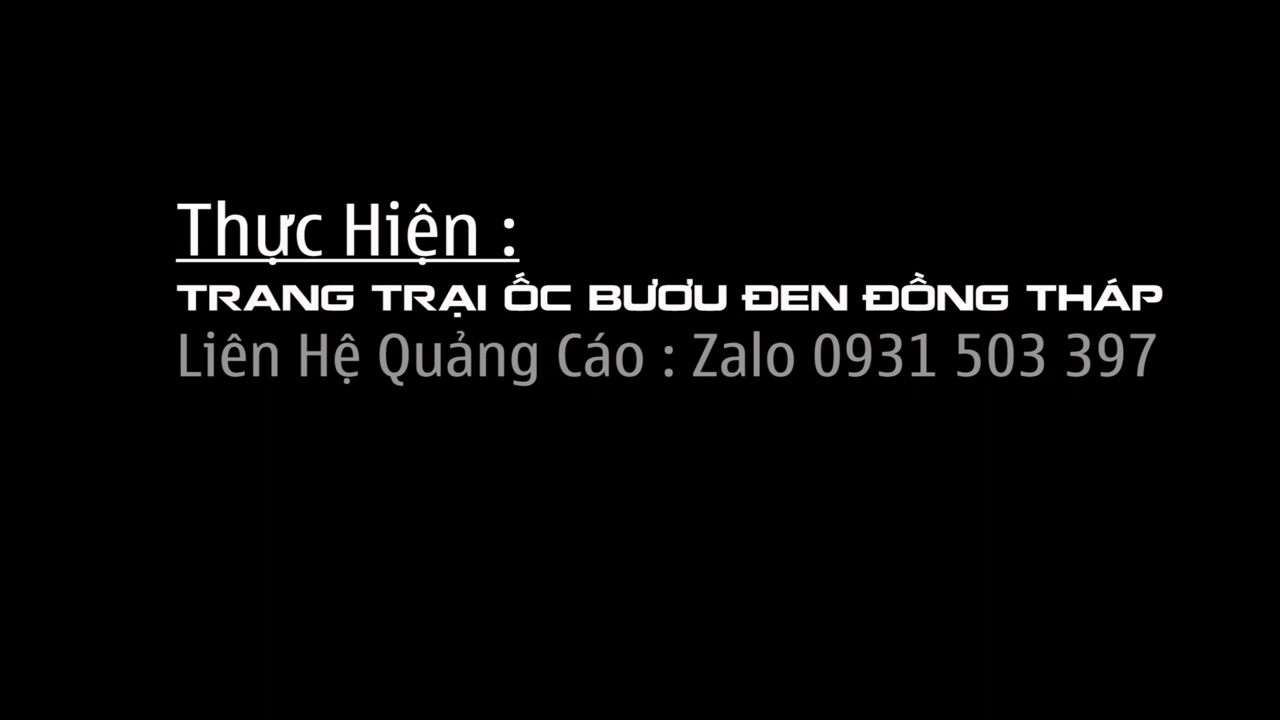 Thực Hiện :
TRANG TRẠI ỐC BƯƠU ĐEN ĐỒNG THÁP
Liên Hệ Quảng Cáo : Zalo 0931 503 397